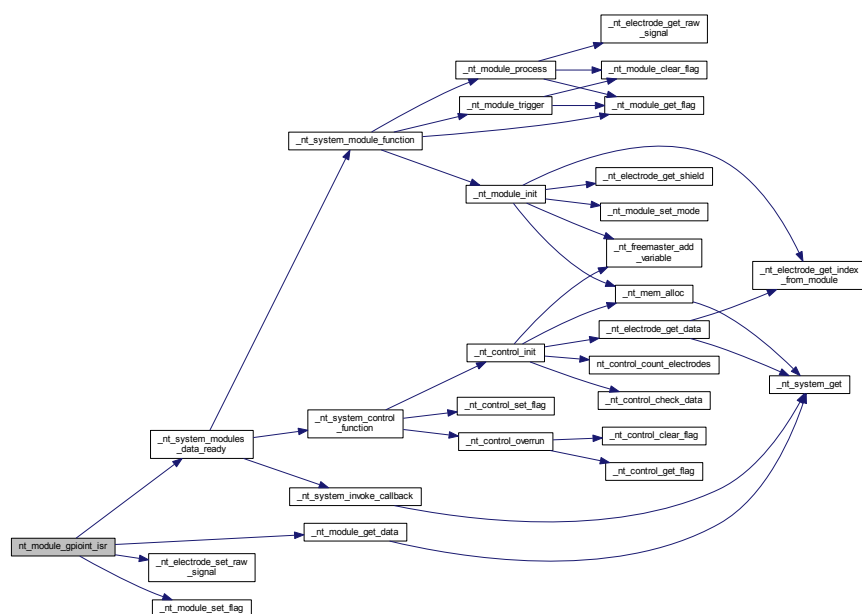 _nt_electrode_get_raw
_signal
_nt_module_process
_nt_module_clear_flag
_nt_module_trigger
_nt_module_get_flag
_nt_system_module_function
_nt_electrode_get_shield
_nt_module_init
_nt_module_set_mode
_nt_freemaster_add
_variable
_nt_electrode_get_index
_from_module
_nt_mem_alloc
_nt_electrode_get_data
_nt_control_init
nt_control_count_electrodes
_nt_system_get
_nt_control_check_data
_nt_control_set_flag
_nt_system_control
_function
_nt_system_modules
_data_ready
_nt_control_overrun
_nt_control_clear_flag
_nt_control_get_flag
_nt_system_invoke_callback
_nt_module_get_data
nt_module_gpioint_isr
_nt_electrode_set_raw
_signal
_nt_module_set_flag